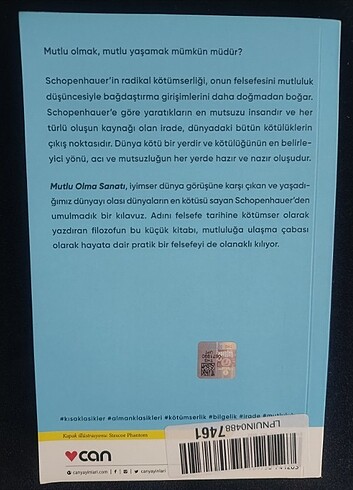 Mutlu olmak, mutlu yaşamak mümkün müdür?
Schopenhauer'in radikal kötümserliği, onun felsefesini mutluluk
düşüncesiyle bağdaştırma girişimlerini daha doğmadan boğar.
Schopenhauer'e göre yaratıkların en mutsuzu insandır ve her
türlü oluşun kaynağı olan irade, dünyadaki bütün kötülüklerin
çıkış noktasıdır. Dünya kötü bir yerdir ve kötülüğünün en belirle-
yici yönü, acı ve mutsuzluğun her yerde hazır ve nazır oluşudur.
Mutlu Olma Sanatı, iyimser dünya görüşüne karşı çıkan ve yaşadı-
ğımız dünyayı olası dünyaların en kötüsü sayan Schopenhauer'den
umulmadık bir kılavuz. Adını felsefe tarihine kötümser olarak
yazdıran filozofun bu küçük kitabı, mutluluğa ulaşma çabası
olarak hayata dair pratik bir felsefeyi de olanaklı kılıyor.
#kısaklasikler #almanklasikleri #kötümserlik #bilgelik #irade
Kapak illüstrasyonu:
LPNUIN0488
7461
can
canyayinlari.com